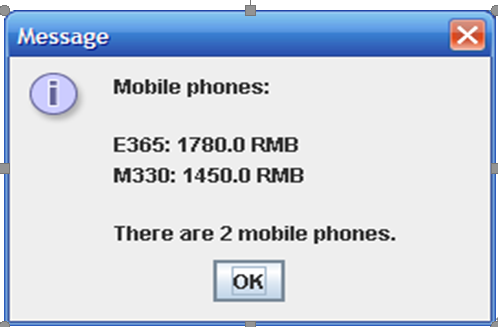 Message
Mobile phones:
E365: 1780.0 RMB
M330: 1450.0 RMB
There are 2 mobile phones.
OK